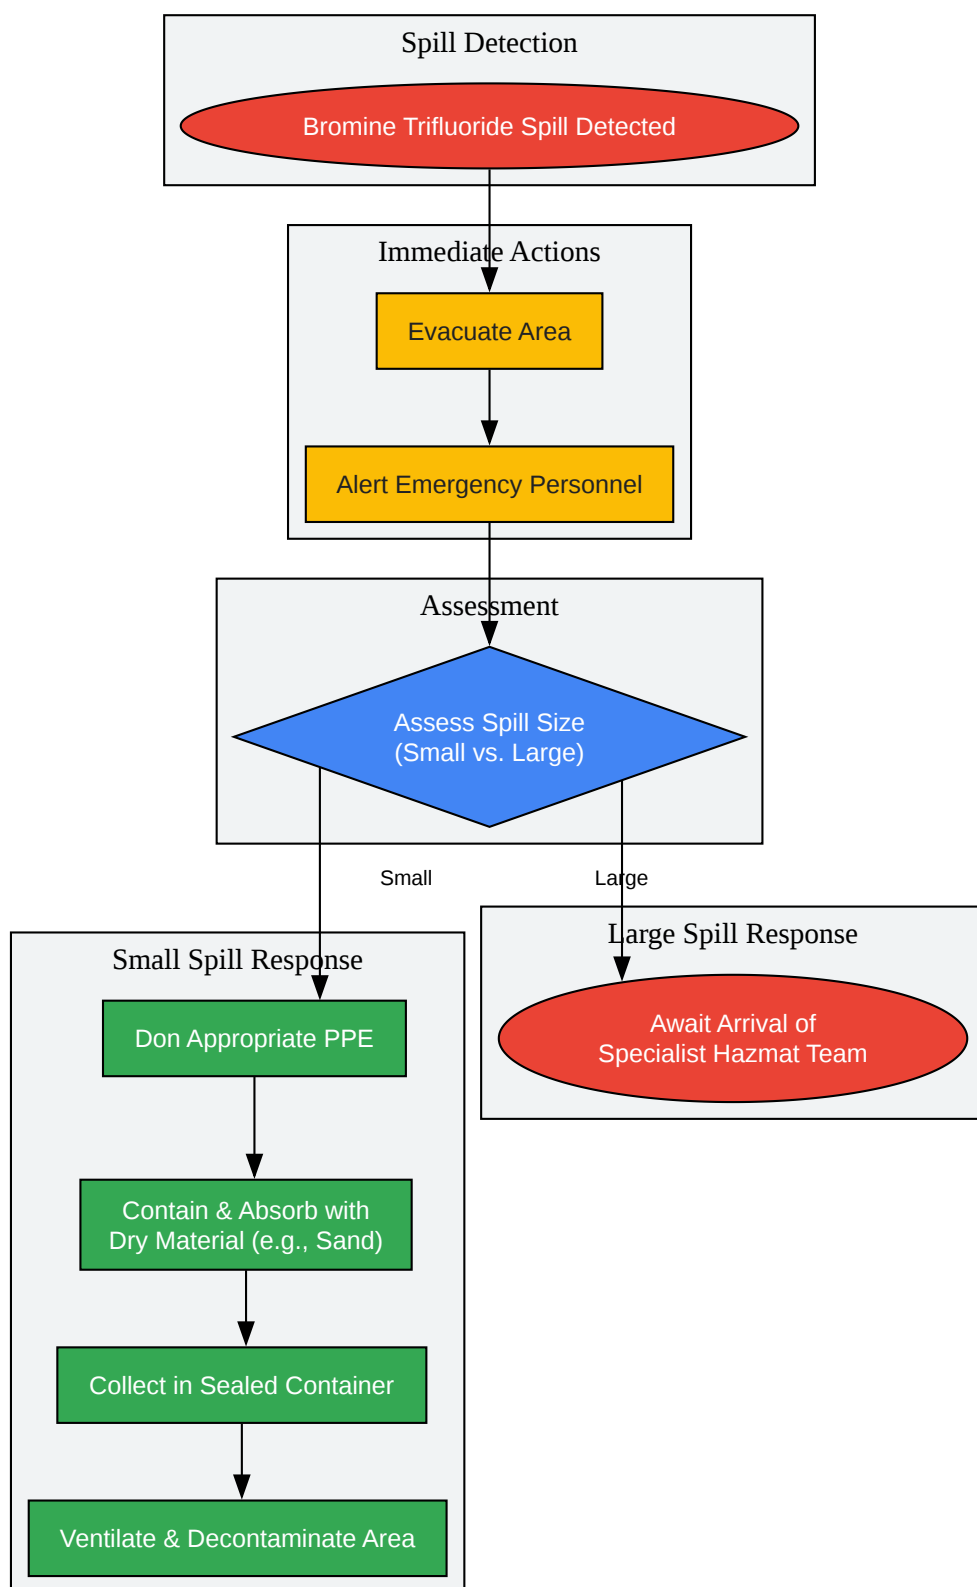 Spill Detection
Bromine Trifluoride Spill Detected
Immediate Actions
Evacuate Area
Alert Emergency Personnel
Assessment
Assess Spill Size
(Small vs. Large)
Small
Large
Small Spill Response
Don Appropriate PPE
Contain & Absorb with
Dry Material (e.g., Sand)
Collect in Sealed Container
Ventilate & Decontaminate Area
Large Spill Response
Await Arrival of
Specialist Hazmat Team